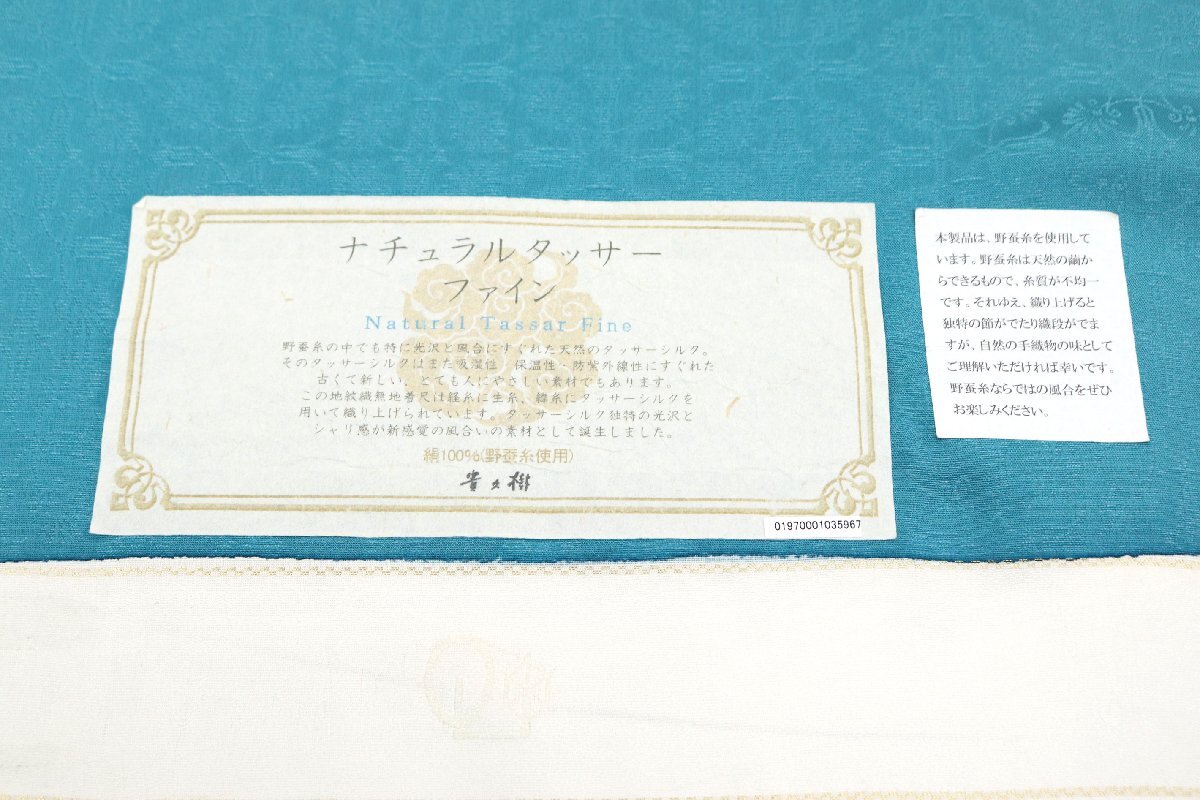 ナチュラルタッサー
ファイン
Natural Tassar Fine
野蚕糸の中でも特に光沢と風合にすぐれた天然のタッサーシルク。
そのタッサーシルクはまた吸湿性・保温性・防紫外線性にすぐれた
古くて新しい、とても人にやさしい素材でもあります。
この地紋織無地着尺は経糸に生糸、緯糸にタッサーシルクを
用いて織り上げられています。タッサーシルク独特の光沢と
シャリ感が新感覚の風合いの素材として誕生しました。
絹100%(野蚕糸使用)
01970001035967
本製品は、野蚕糸を使用して
います。野蚕糸は天然の繭か
らできるもので、糸質が不均一
です。それゆえ、織り上げると
独特の節がでたり織段がでま
すが、自然の手織物の味として
ご理解いただければ幸いです。
野蚕糸ならではの風合をぜひ
お楽しみください。